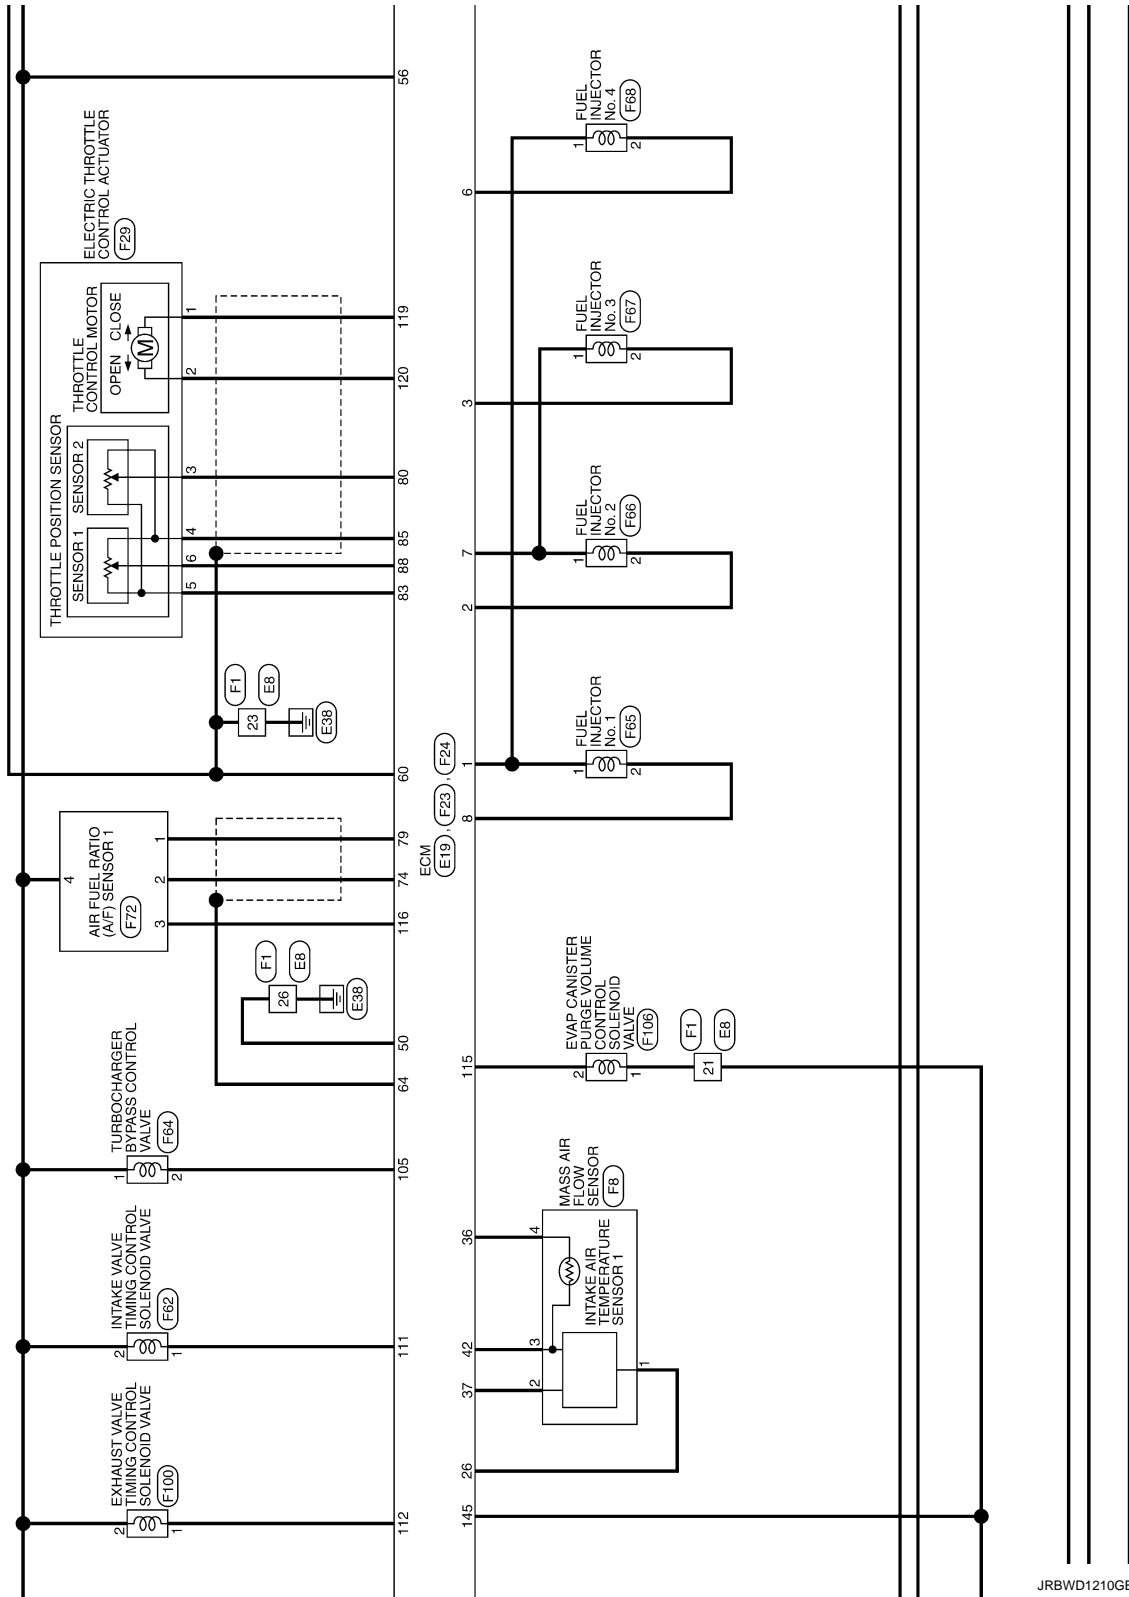 EXHAUST VALVE
TIMING CONTROL
SOLENOID VALVE
F100
2
1
112
INTAKE VALVE
TIMING CONTROL
SOLENOID VALVE
F62
2
1
111
TURBOCHARGER
BYPASS CONTROL
VALVE
F64
1
2
105
64
50
F1
26
E8
E38
AIR FUEL RATIO
(A/F) SENSOR 1
F72
4
3
2
1
116
74
79
60
F1
23
E8
E38
ELECTRIC THROTTLE
CONTROL ACTUATOR
F29
THROTTLE POSITION SENSOR
SENSOR 1
SENSOR 2
THROTTLE
CONTROL MOTOR
OPEN
CLOSE
M
5
6
4
3
2
1
83
88
85
80
120
119
56
ECM
E19 , F23 , F24
145
26
37
42
36
MASS AIR
FLOW
SENSOR
F8
2
3
4
INTAKE AIR
TEMPERATURE
SENSOR 1
1
115
EVAP CANISTER
PURGE VOLUME
CONTROL
SOLENOID
VALVE
F106
2
1
F1
21
E8
8
1
FUEL
INJECTOR
No. 1
F65
1
2
2
7
FUEL
INJECTOR
No. 2
F66
1
2
3
FUEL
INJECTOR
No. 3
F67
1
2
6
FUEL
INJECTOR
No. 4
F68
1
2